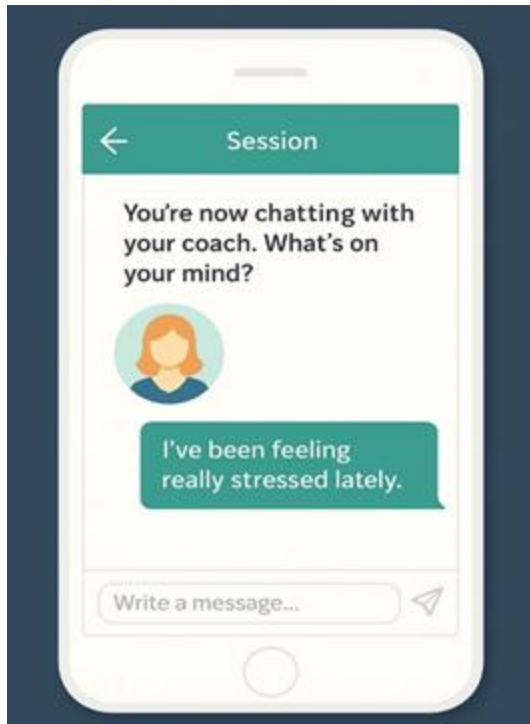 Session
You're now chatting with
your coach. What's on
your mind?
I've been feeling
really stressed lately.
Write a message...